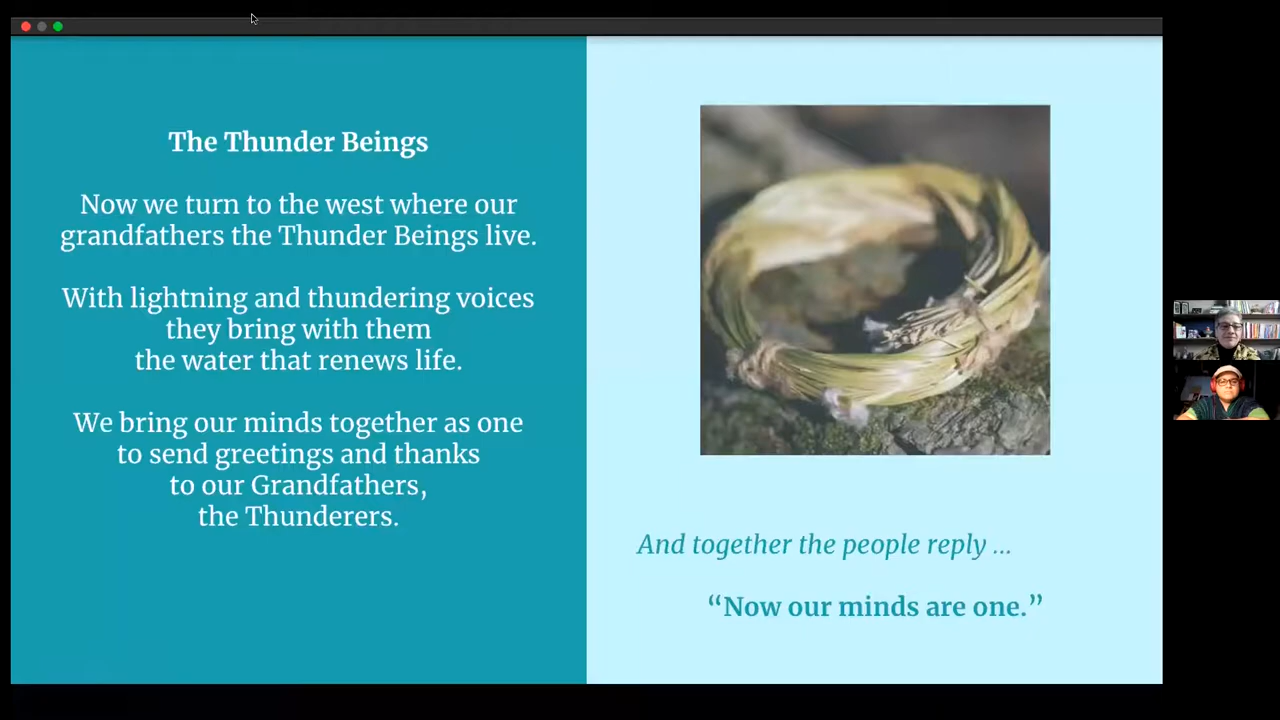 The Thunder Beings
Now we turn to the west where our
grandfathers the Thunder Beings live.
With lightning and thundering voices
they bring with them
the water that renews life.
We bring our minds together as one
to send greetings and thanks
to our Grandfathers,
the Thunderers.
And together the people reply ...
“Now our minds are one.”